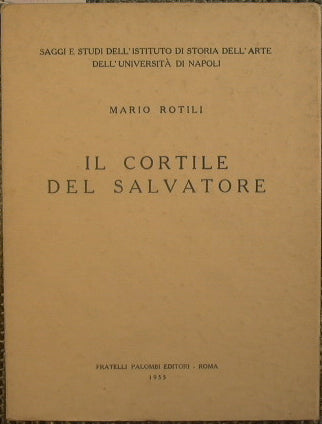 SAGGI E STUDI DELL'ISTITUTO DI STORIA DELL'ARTE
DELL'UNIVERSITÀ DI NAPOLI
MARIO ROTILI
IL CORTILE
DEL SALVATORE
FRATELLI PALOMBI EDITORI - ROMA
1955